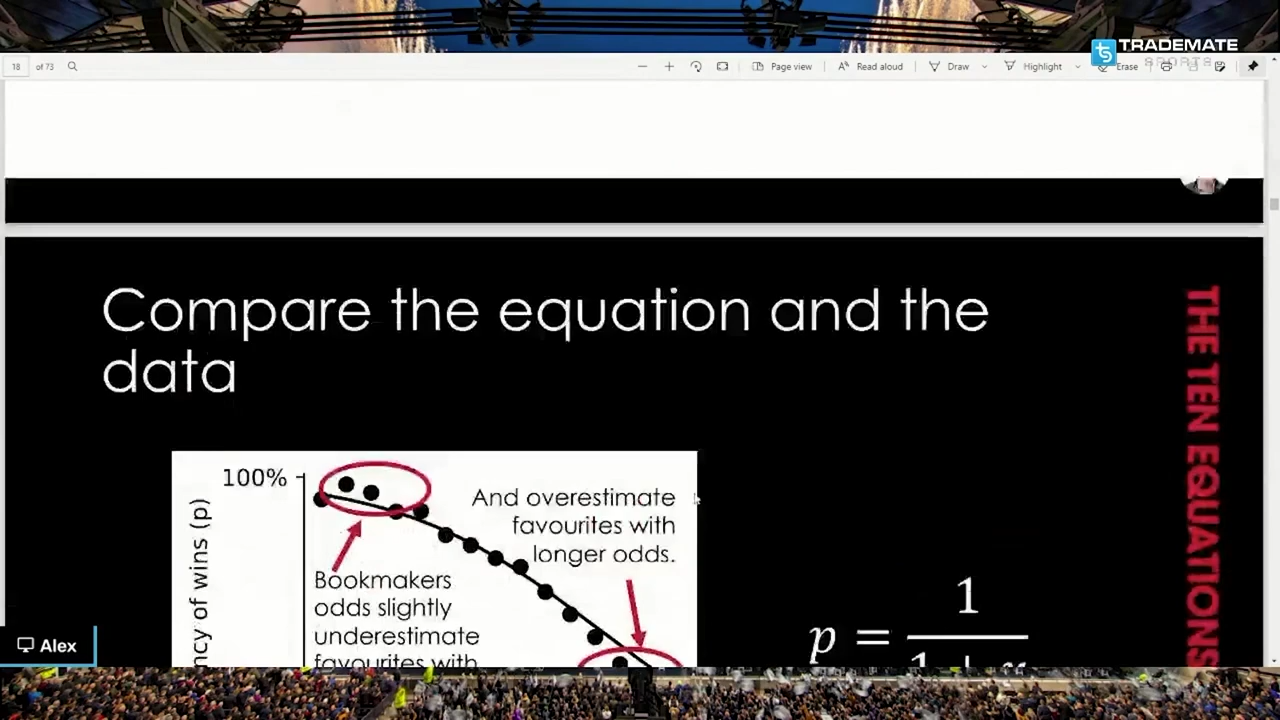 TRADEMATE
SPORTS
ts
18 of 73
Page view
Read aloud
Draw
Highlight
Erase
Compare the equation and the
data
THE TEN EQUATIONS
100%
And overestimate
favourites with
longer odds.
Bookmakers
odds slightly
underestimate
favourites with
ncy of wins (p)
p =
1
Alex